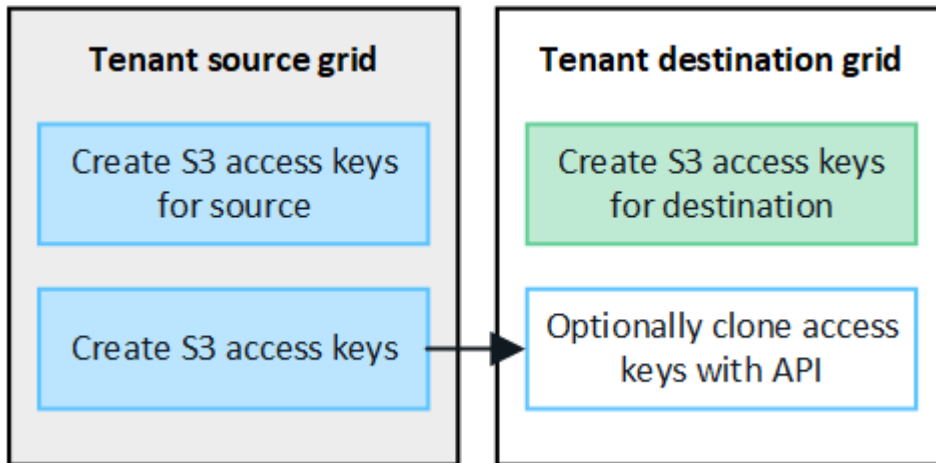 Tenant source grid
Create S3 access keys
for source
Create S3 access keys
Tenant destination grid
Create S3 access keys
for destination
Optionally clone access
keys with API